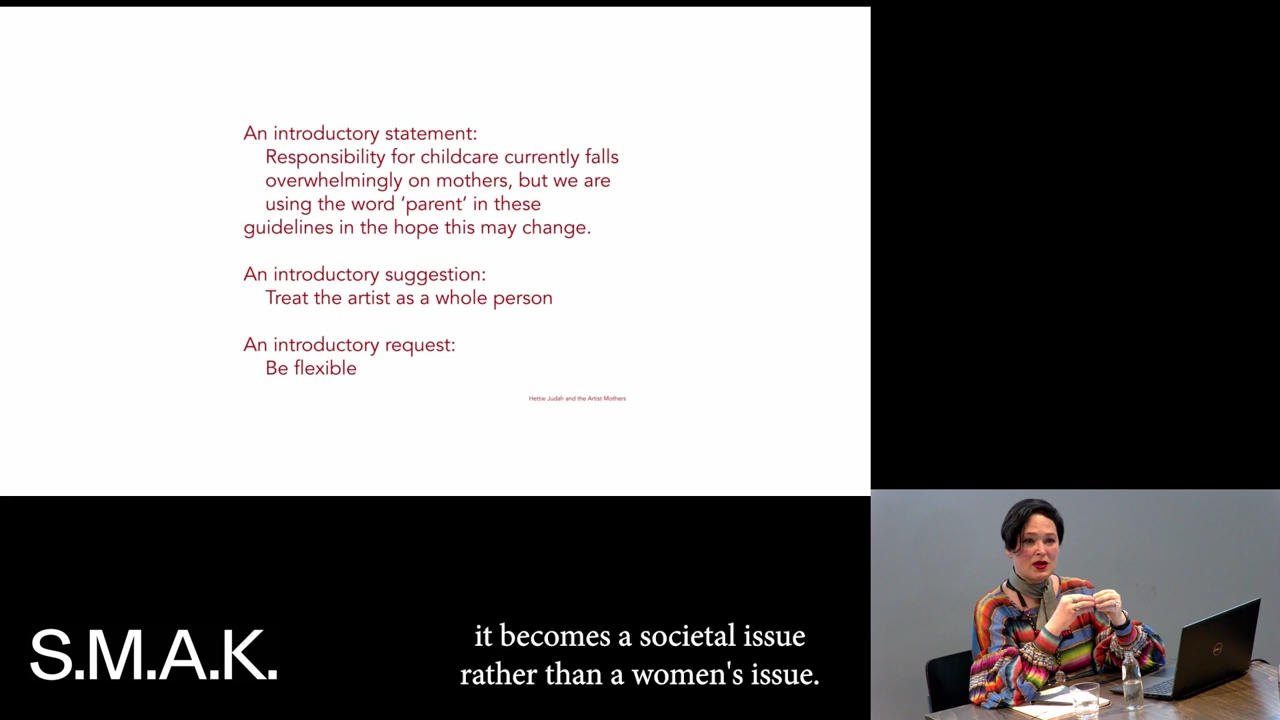 An introductory statement:
Responsibility for childcare currently falls
overwhelmingly on mothers, but we are
using the word ‘parent’ in these
guidelines in the hope this may change.
An introductory suggestion:
Treat the artist as a whole person
An introductory request:
Be flexible
Hettie Judah and the Artist Mothers
S.M.A.K.
it becomes a societal issue
rather than a women's issue.
DELL